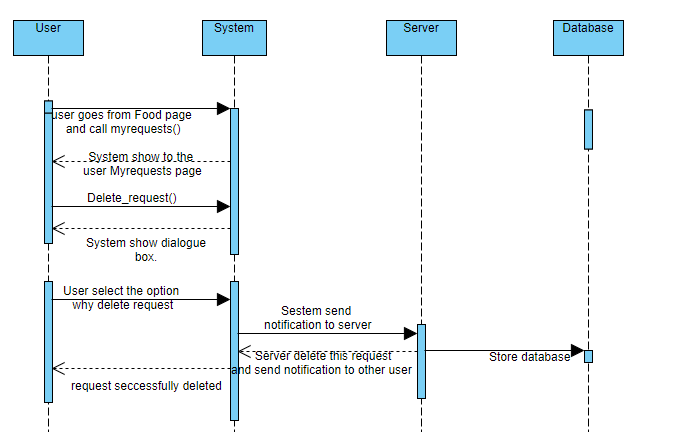 User
System
Server
Database
user goes from Food page
and call myrequests()
System show to the
user Myrequests page
Delete_request()
System show dialogue
box.
User select the option
why delete request
Sestem send
notification to server
Server delete this request
and send notification to other user
Store database
request seccessfully deleted